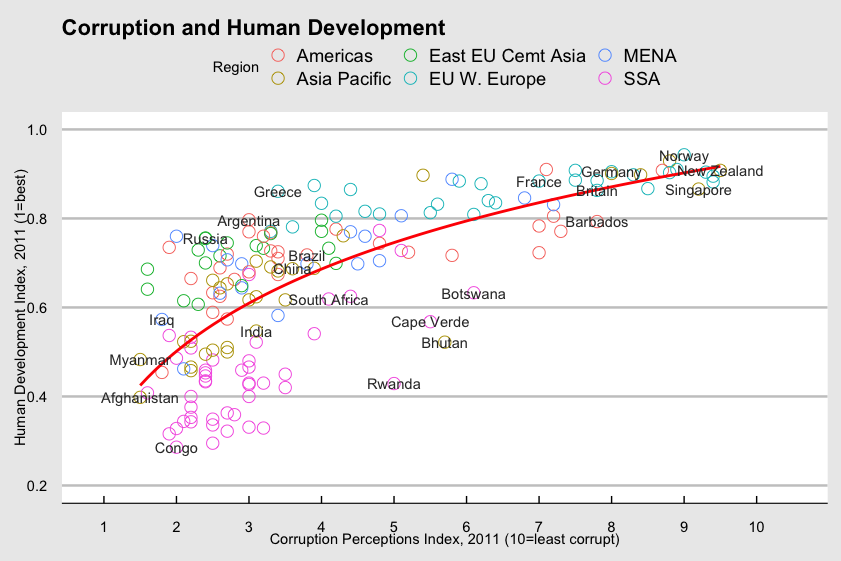 Corruption and Human Development
Region
Americas East EU Cemt Asia MENA
Asia Pacific EU W. Europe SSA
Human Development Index, 2011 (1=best)
1.0
0.8
0.6
0.4
0.2
Norway
Germany
New Zealand
France
Britain
Singapore
Greece
Argentina
Barbados
Russia
Brazil
China
South Africa
Botswana
Iraq
Cape Verde
India
Bhutan
Myanmar
Rwanda
Afghanistan
Congo
1 2 3 4 5 6 7 8 9 10
Corruption Perceptions Index, 2011 (10=least corrupt)